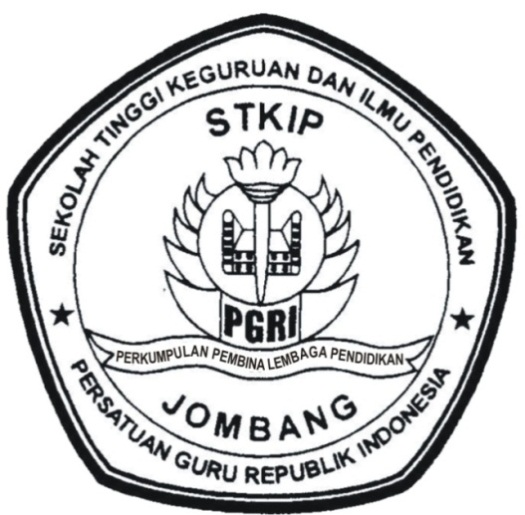 SEKOLAH TINGGI KEGURUAN DAN ILMU PENDIDIKAN
STKIP
PGRI
PERKUMPULAN PEMBINA LEMBAGA PENDIDIKAN
JOMBANG
PERSATUAN GURU REPUBLIK INDONESIA